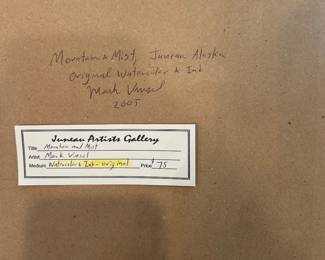 Mountain & Mist, Juneau Alaska
Original Watercolor & Ink
Mark Vinsel
2005
Juneau Artists Gallery
Title Mountain and Mist
Artist Mark Vinsel
Medium Watercolor & Ink - original Price $75